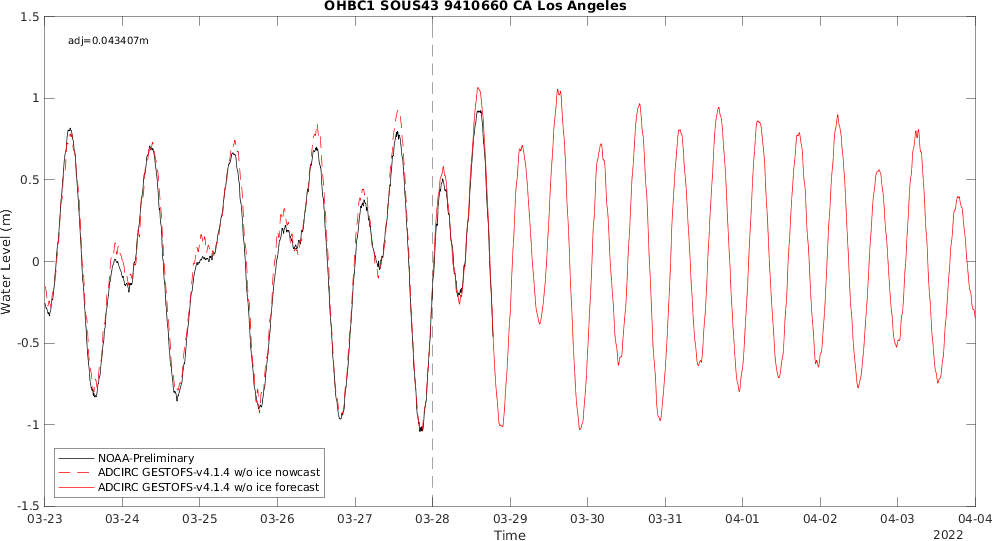 OHBC1 SOUS43 9410660 CA Los Angeles
adj=0.043407m
Water Level (m)
1.5
1
0.5
0
-0.5
-1
-1.5
NOAA-Preliminary
ADCIRC GESTOFS-v4.1.4 w/o ice nowcast
ADCIRC GESTOFS-v4.1.4 w/o ice forecast
03-23 03-24 03-25 03-26 03-27 03-28 03-29 03-30 03-31 04-01 04-02 04-03 04-04
Time
2022